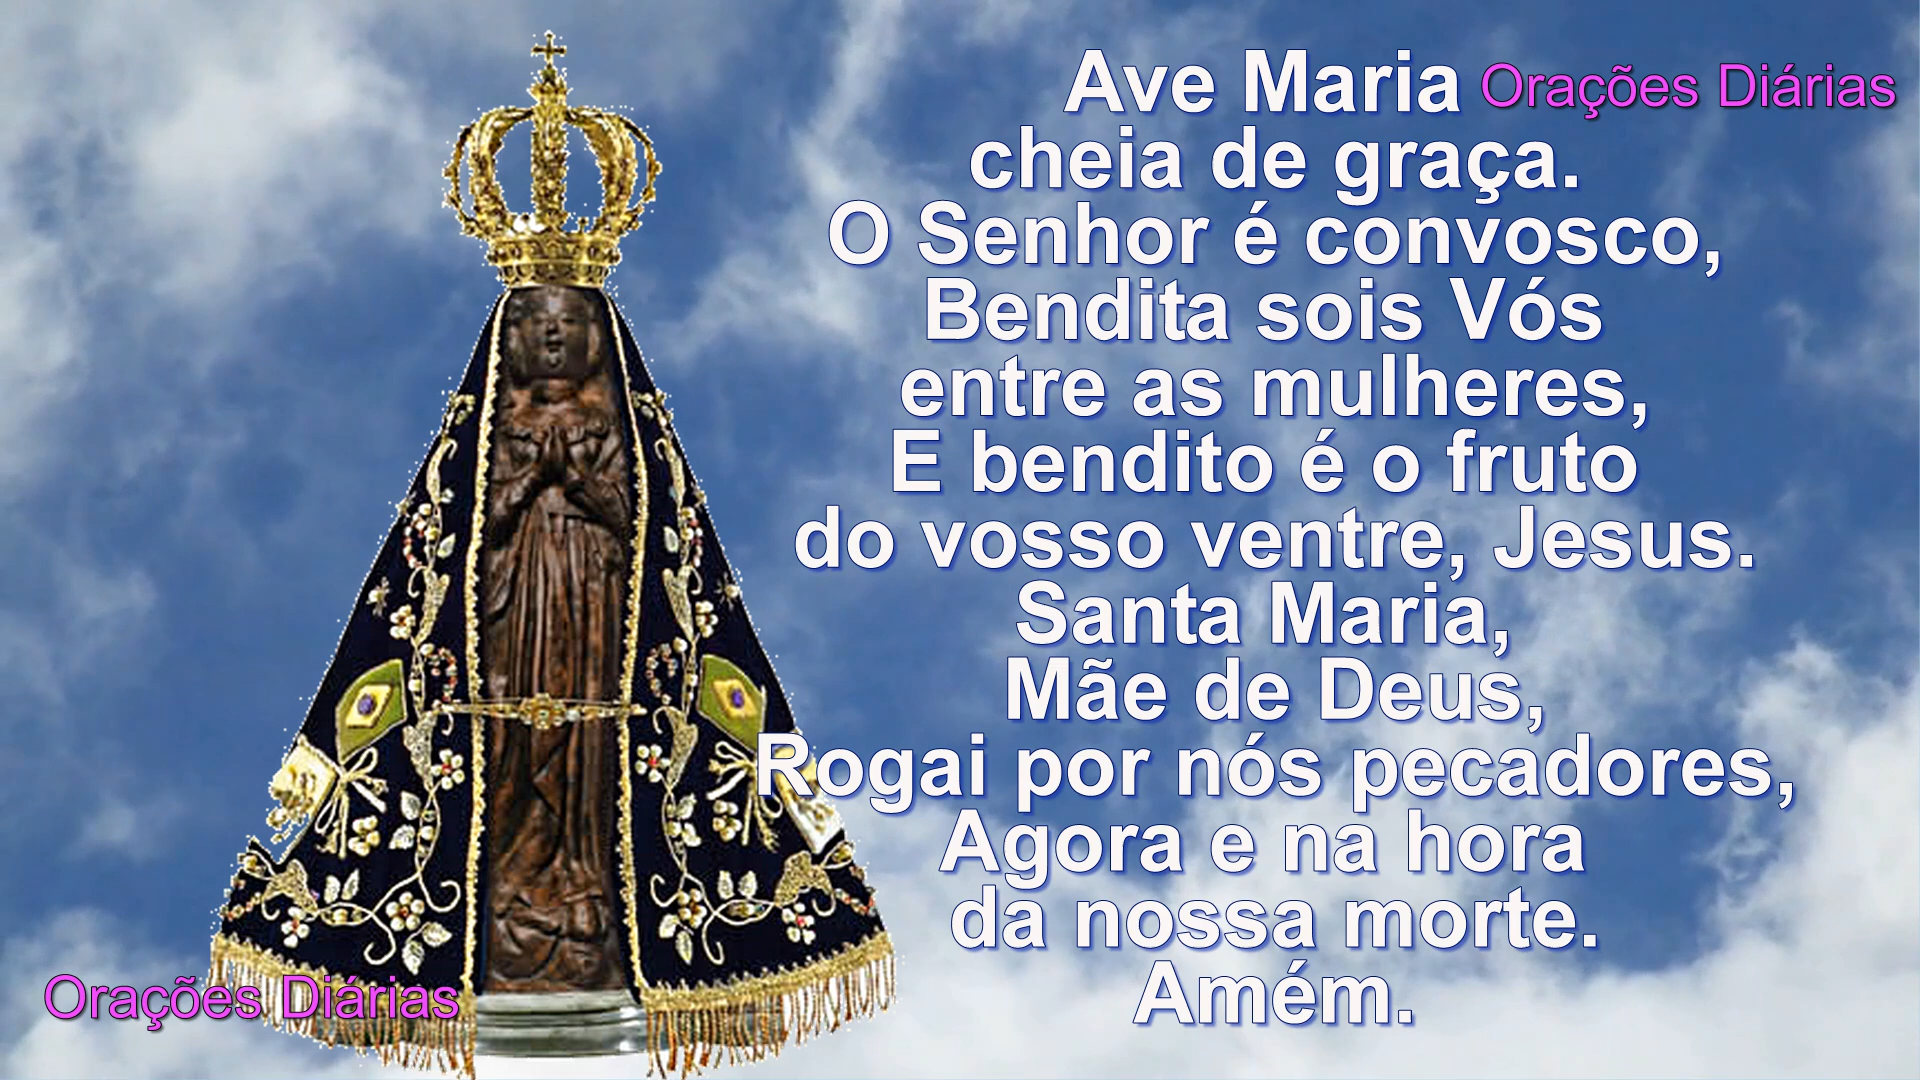 Ave Maria
Orações Diárias
cheia de graça.
O Senhor é convosco,
Bendita sois Vós
entre as mulheres,
E bendito é o fruto
do vosso ventre, Jesus.
Santa Maria,
Mãe de Deus,
Rogai por nós pecadores,
Agora e na hora
da nossa morte.
Amém.
Orações Diárias